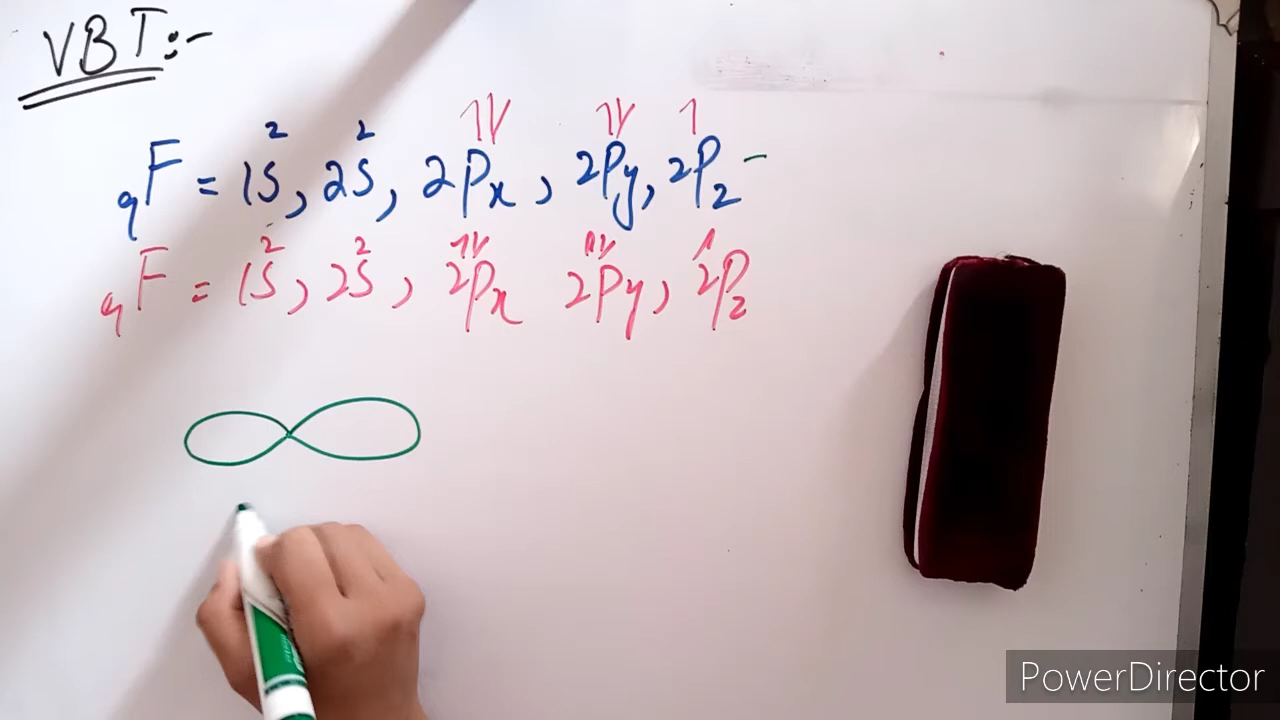 VBT:-
₉F = 1S², 2S², 2Px ↿⇂, 2Py ↿⇂, 2Pz ↿ -
₉F = 1S², 2S², 2Px ↿⇂ 2Py ↿⇂, 2Pz ↿
PowerDirector